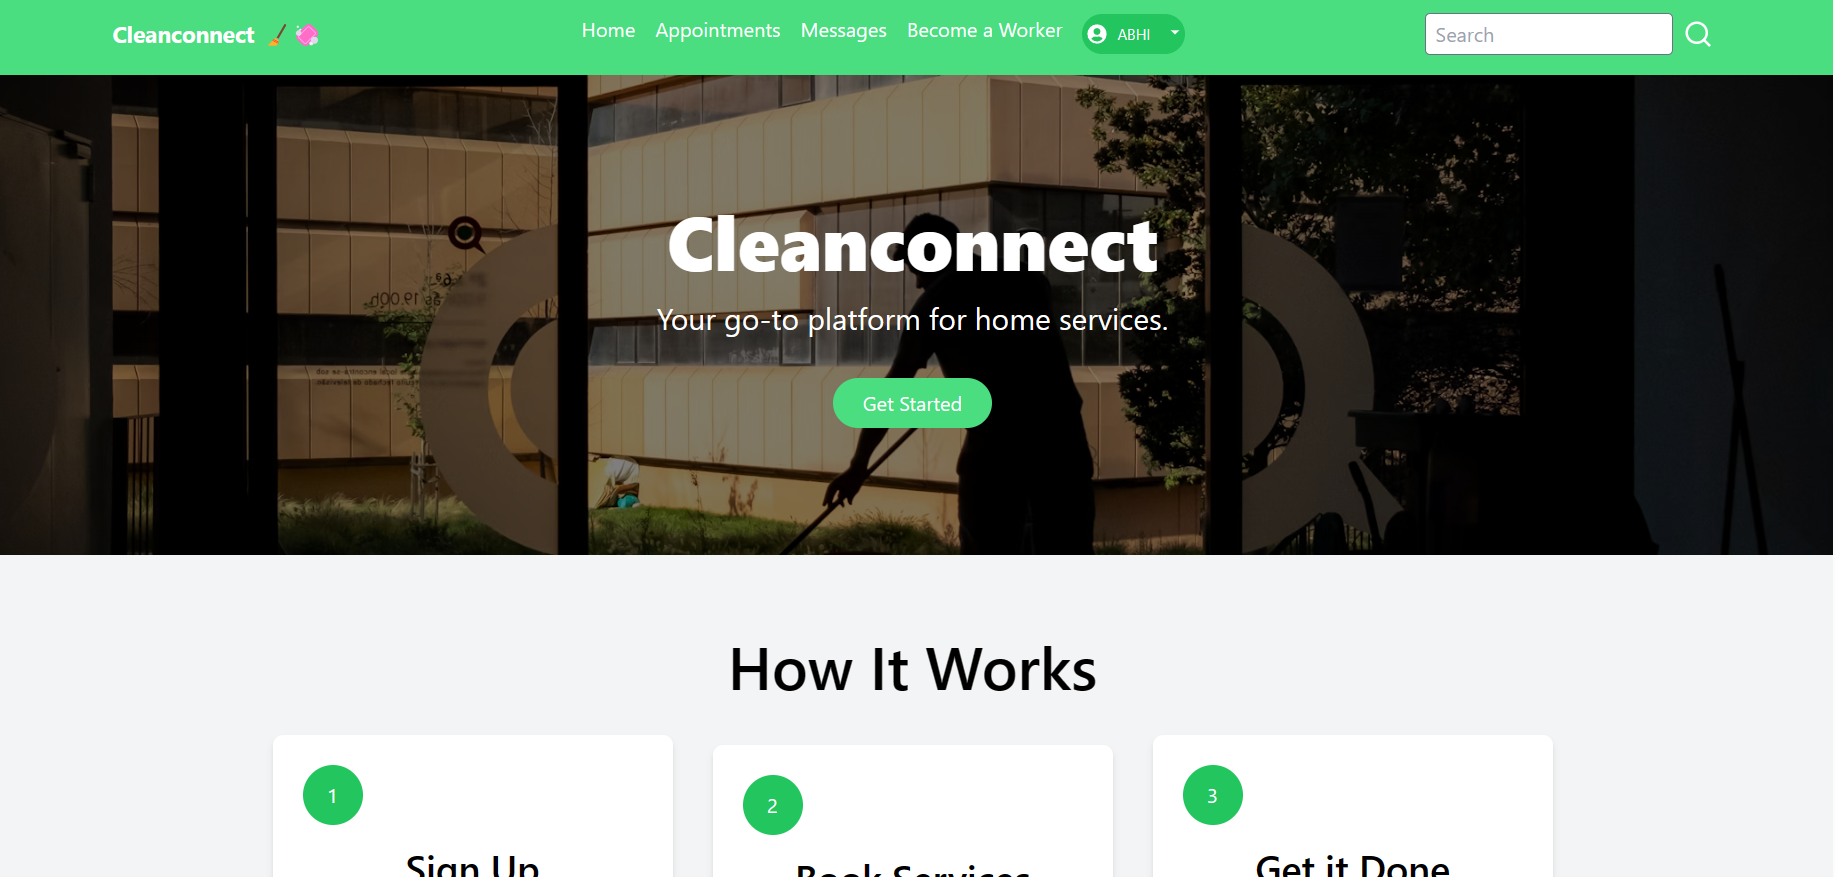 Cleanconnect 🖌️🧼
Home Appointments Messages Become a Worker ABHI
Search
Cleanconnect
Your go-to platform for home services.
Get Started
How It Works
1
2
3
Sign Up
Book Services
Get it Done